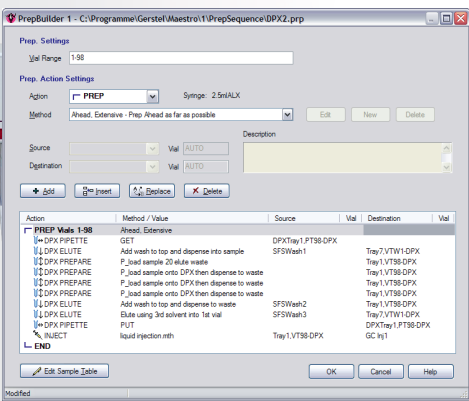 PrepBuilder 1 - C:\Programme\Gerstel\Maestro\1\PrepSequence\DPX2.prp
Prep. Settings
Vial Range 1-98
Prep. Action Settings
Action PREP Syringe: 2.5mlALX
Method Ahead, Extensive - Prep Ahead as far as possible Edit New Delete
Description
Source Vial AUTO
Destination Vial AUTO
Add Insert Replace Delete
Action Method / Value Source Vial Destination Vial
PREP Vials 1-98 Ahead, Extensive
DPX PIPETTE GET DPXTray1,PT98-DPX
DPX ELUTE Add wash to top and dispense into sample SFSWash1 Tray7,VTW1-DPX
DPX PREPARE P_load sample 20 elute waste Tray1,VT98-DPX
DPX PREPARE P_load sample onto DPX then dispense to waste Tray1,VT98-DPX
DPX PREPARE P_load sample onto DPX then dispense to waste Tray1,VT98-DPX
DPX PREPARE P_load sample onto DPX then dispense to waste Tray1,VT98-DPX
DPX ELUTE Add wash to top and dispense to waste SFSWash2 Tray1,VT98-DPX
DPX ELUTE Elute using 3rd solvent into 1st vial SFSWash3 Tray7,VTW1-DPX
DPX PIPETTE PUT DPXTray1,PT98-DPX
INJECT liquid injection.mth Tray1,VT98-DPX GC Inj1
END
Edit Sample Table OK Cancel Help
Modified